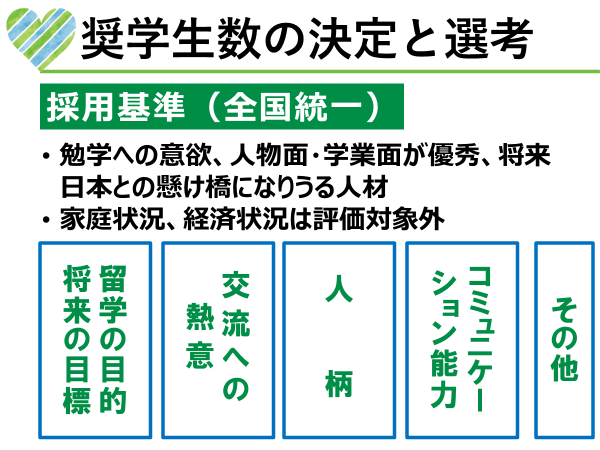 奨学生数の決定と選考
採用基準（全国統一）
・勉学への意欲、人物面・学業面が優秀、将来
日本との懸け橋になりうる人材
・家庭状況、経済状況は評価対象外
留学の目的
将来の目標
交流への
熱意
人柄
コミュニケー
ション能力
その他